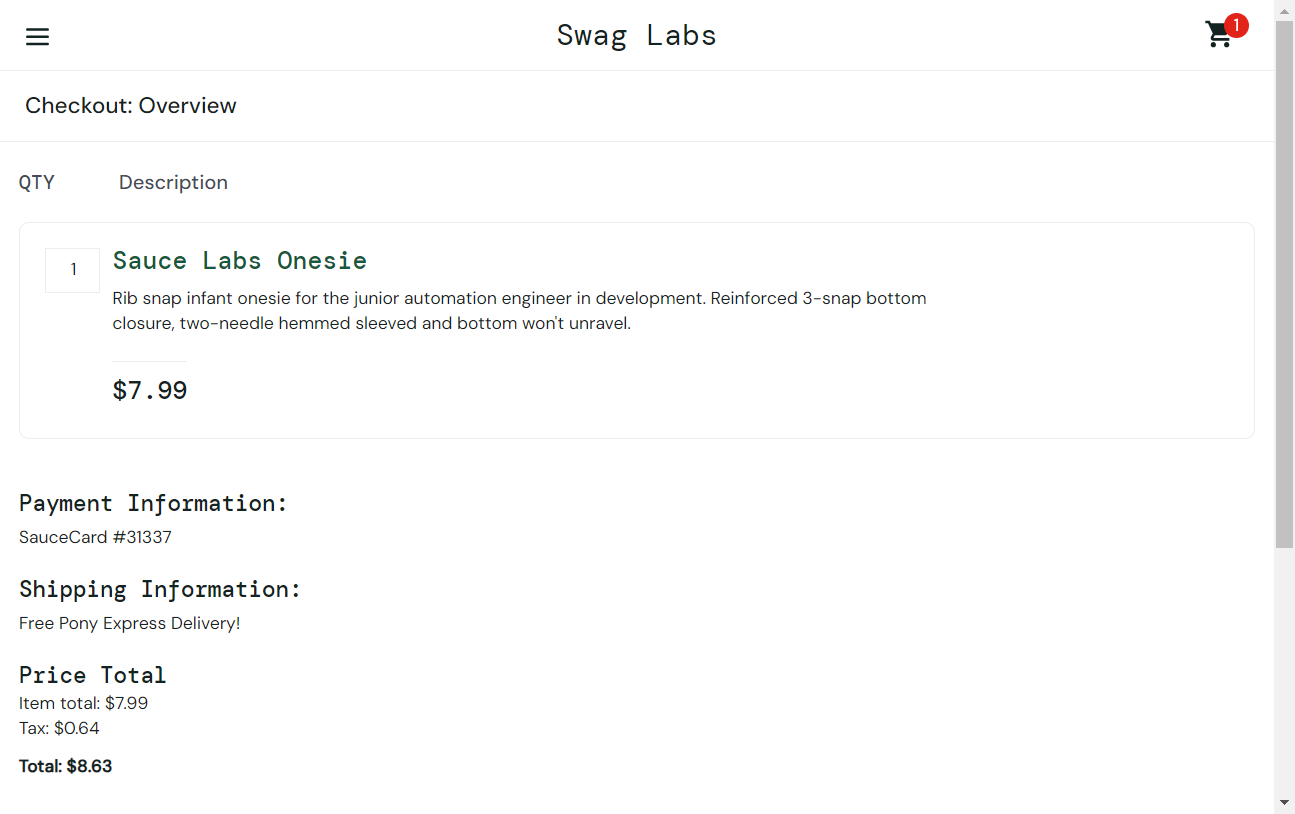 Swag Labs
1
Checkout: Overview
QTY Description
1
Sauce Labs Onesie
Rib snap infant onesie for the junior automation engineer in development. Reinforced 3-snap bottom
closure, two-needle hemmed sleeved and bottom won't unravel.
$7.99
Payment Information:
SauceCard #31337
Shipping Information:
Free Pony Express Delivery!
Price Total
Item total: $7.99
Tax: $0.64
Total: $8.63